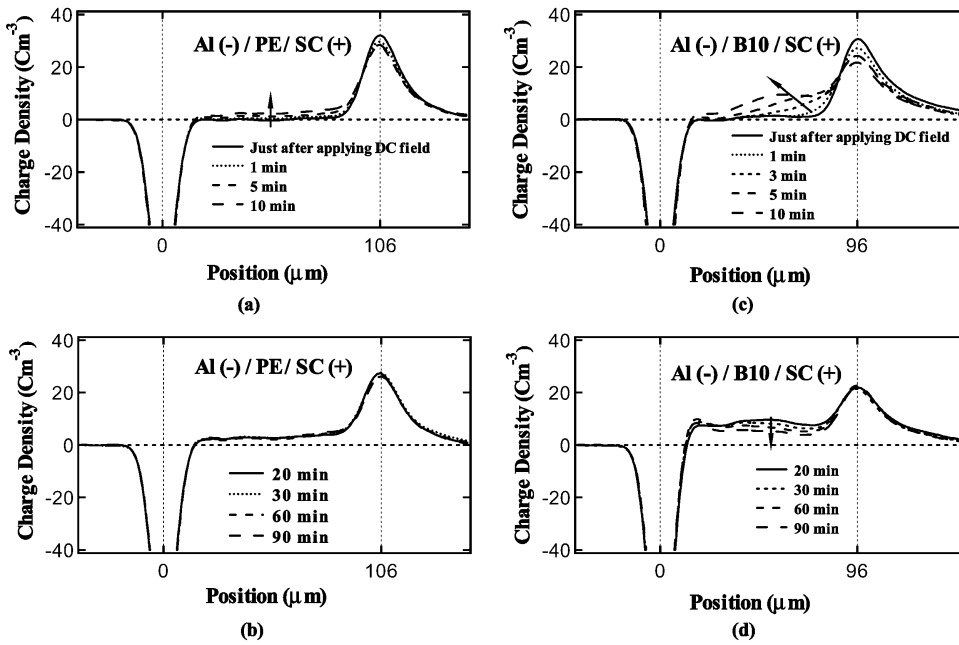 Charge Density (Cm⁻³)
40
20
0
-20
-40
Al (-) / PE/ SC (+)
Just after applying DC field
1 min
5 min
10 min
0
106
Position (μm)
(a)
Charge Density (Cm⁻³)
40
20
0
-20
-40
Al (-) / B10 / SC (+)
Just after applying DC field
1 min
3 min
5 min
10 min
0
96
Position (μm)
(c)
Charge Density (Cm⁻³)
40
20
0
-20
-40
Al (-) / PE/ SC (+)
20 min
30 min
60 min
90 min
0
106
Position (μm)
(b)
Charge Density (Cm⁻³)
40
20
0
-20
-40
Al (-) / B10 / SC (+)
20 min
30 min
60 min
90 min
0
96
Position (μm)
(d)